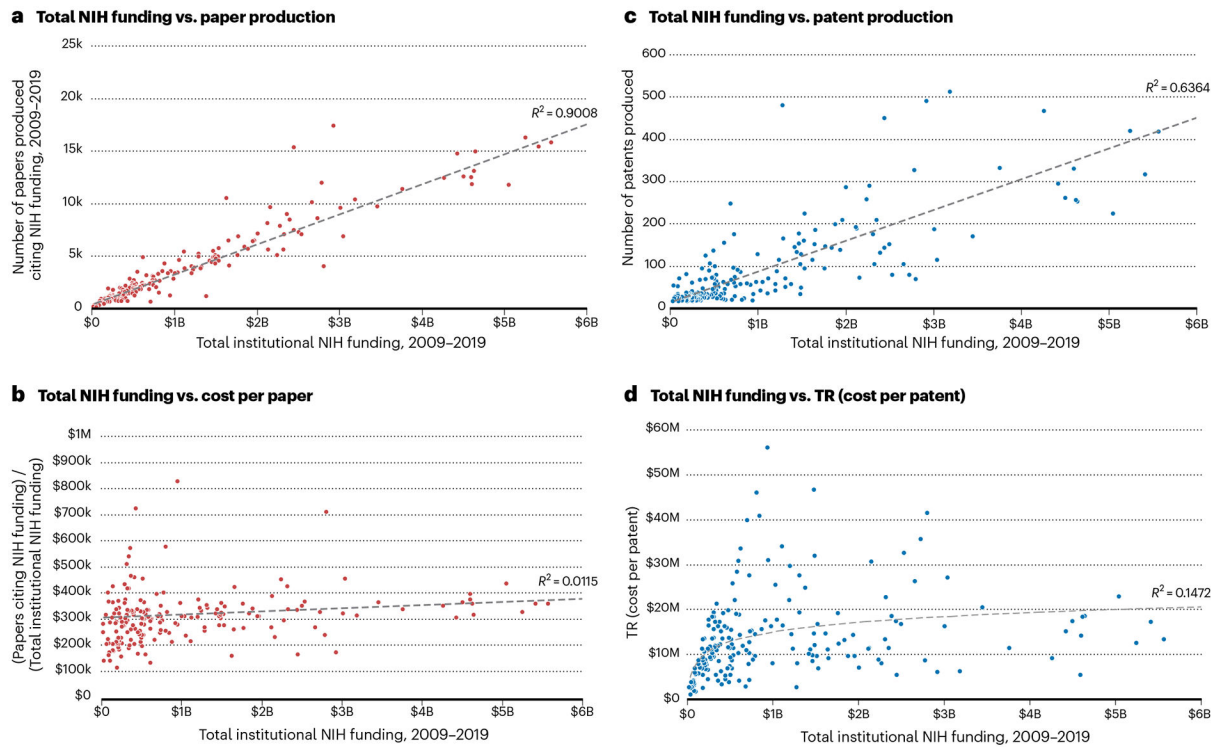 a Total NIH funding vs. paper production
Number of papers produced
citing NIH funding, 2009–2019
25k
20k
15k
10k
5k
0
R² = 0.9008
$0 $1B $2B $3B $4B $5B $6B
Total institutional NIH funding, 2009–2019
c Total NIH funding vs. patent production
Number of patents produced
600
500
400
300
200
100
0
R² = 0.6364
$0 $1B $2B $3B $4B $5B $6B
Total institutional NIH funding, 2009–2019
b Total NIH funding vs. cost per paper
(Papers citing NIH funding) /
(Total institutional NIH funding)
$1M
$900k
$800k
$700k
$600k
$500k
$400k
$300k
$200k
$100k
$0
R² = 0.0115
$0 $1B $2B $3B $4B $5B $6B
Total institutional NIH funding, 2009–2019
d Total NIH funding vs. TR (cost per patent)
TR (cost per patent)
$60M
$50M
$40M
$30M
$20M
$10M
$0
R² = 0.1472
$0 $1B $2B $3B $4B $5B $6B
Total institutional NIH funding, 2009–2019